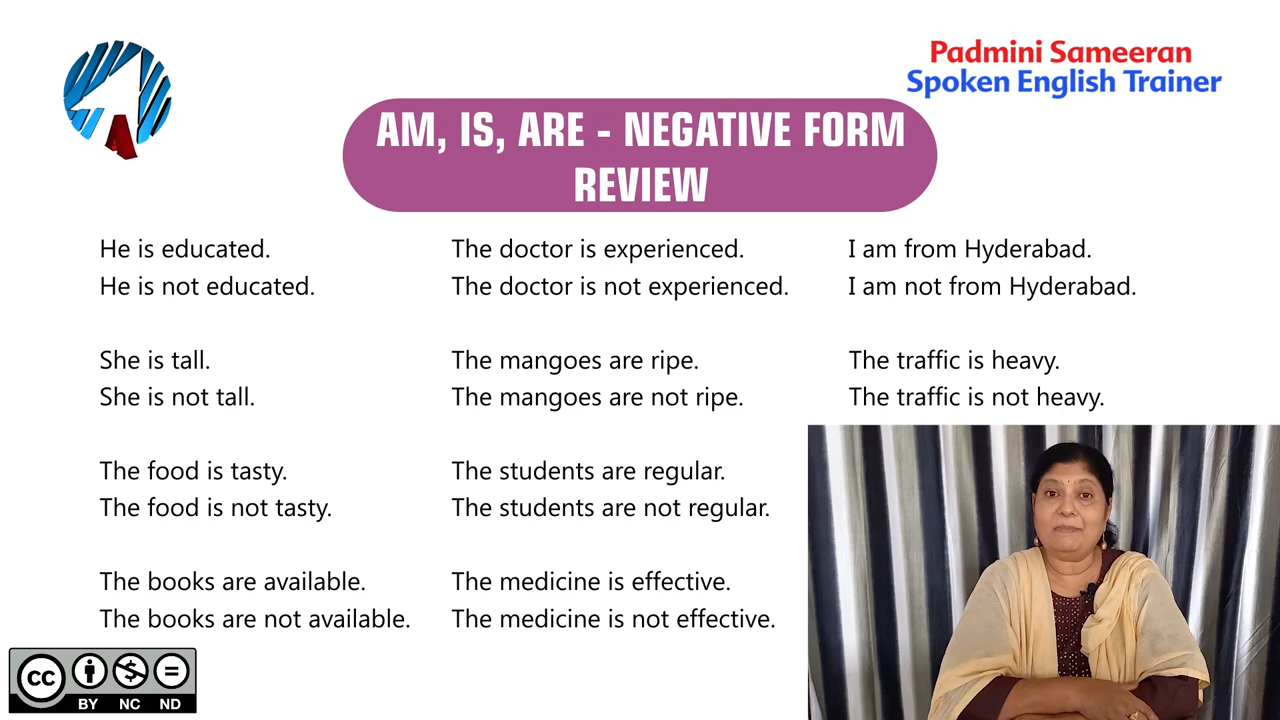 Padmini Sameeran
Spoken English Trainer
AM, IS, ARE - NEGATIVE FORM
REVIEW
He is educated.
He is not educated.
She is tall.
She is not tall.
The food is tasty.
The food is not tasty.
The books are available.
The books are not available.
The doctor is experienced.
The doctor is not experienced.
The mangoes are ripe.
The mangoes are not ripe.
The students are regular.
The students are not regular.
The medicine is effective.
The medicine is not effective.
I am from Hyderabad.
I am not from Hyderabad.
The traffic is heavy.
The traffic is not heavy.
cc
BY NC ND